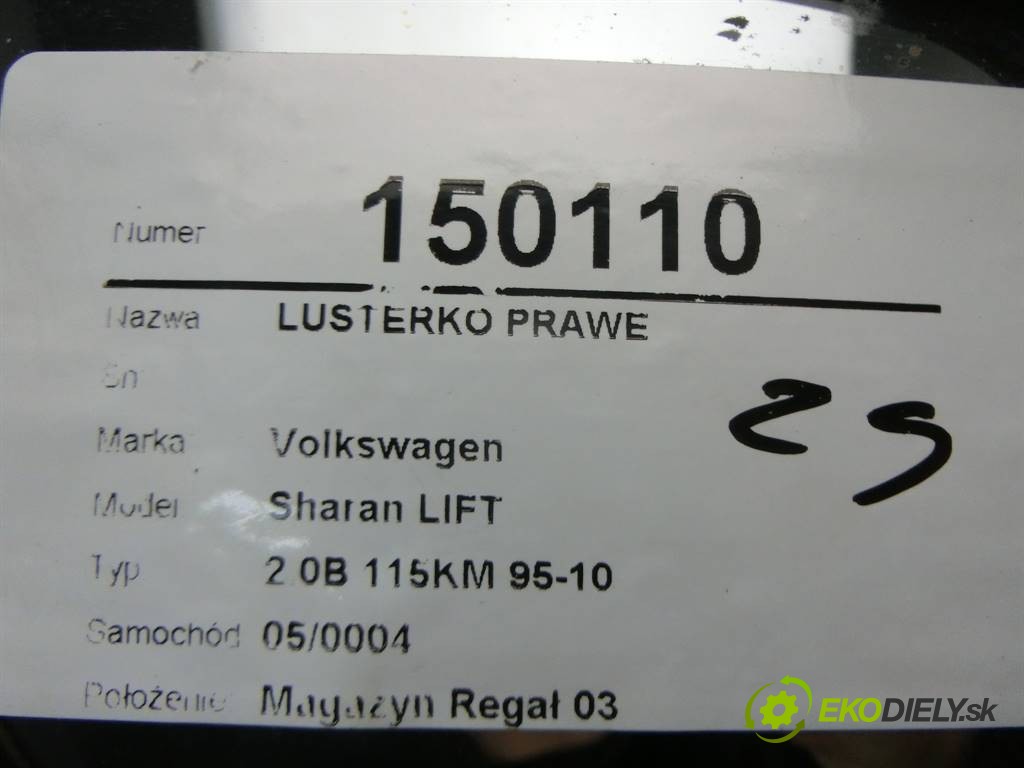 Numer 150110
Nazwa LUSTERKO PRAWE
Sn
Marka Volkswagen
Model Sharan LIFT
Typ 2.0B 115KM 95-10
Samochód 05/0004
Położenie Magazyn Regał 03
EKODIELY.sk